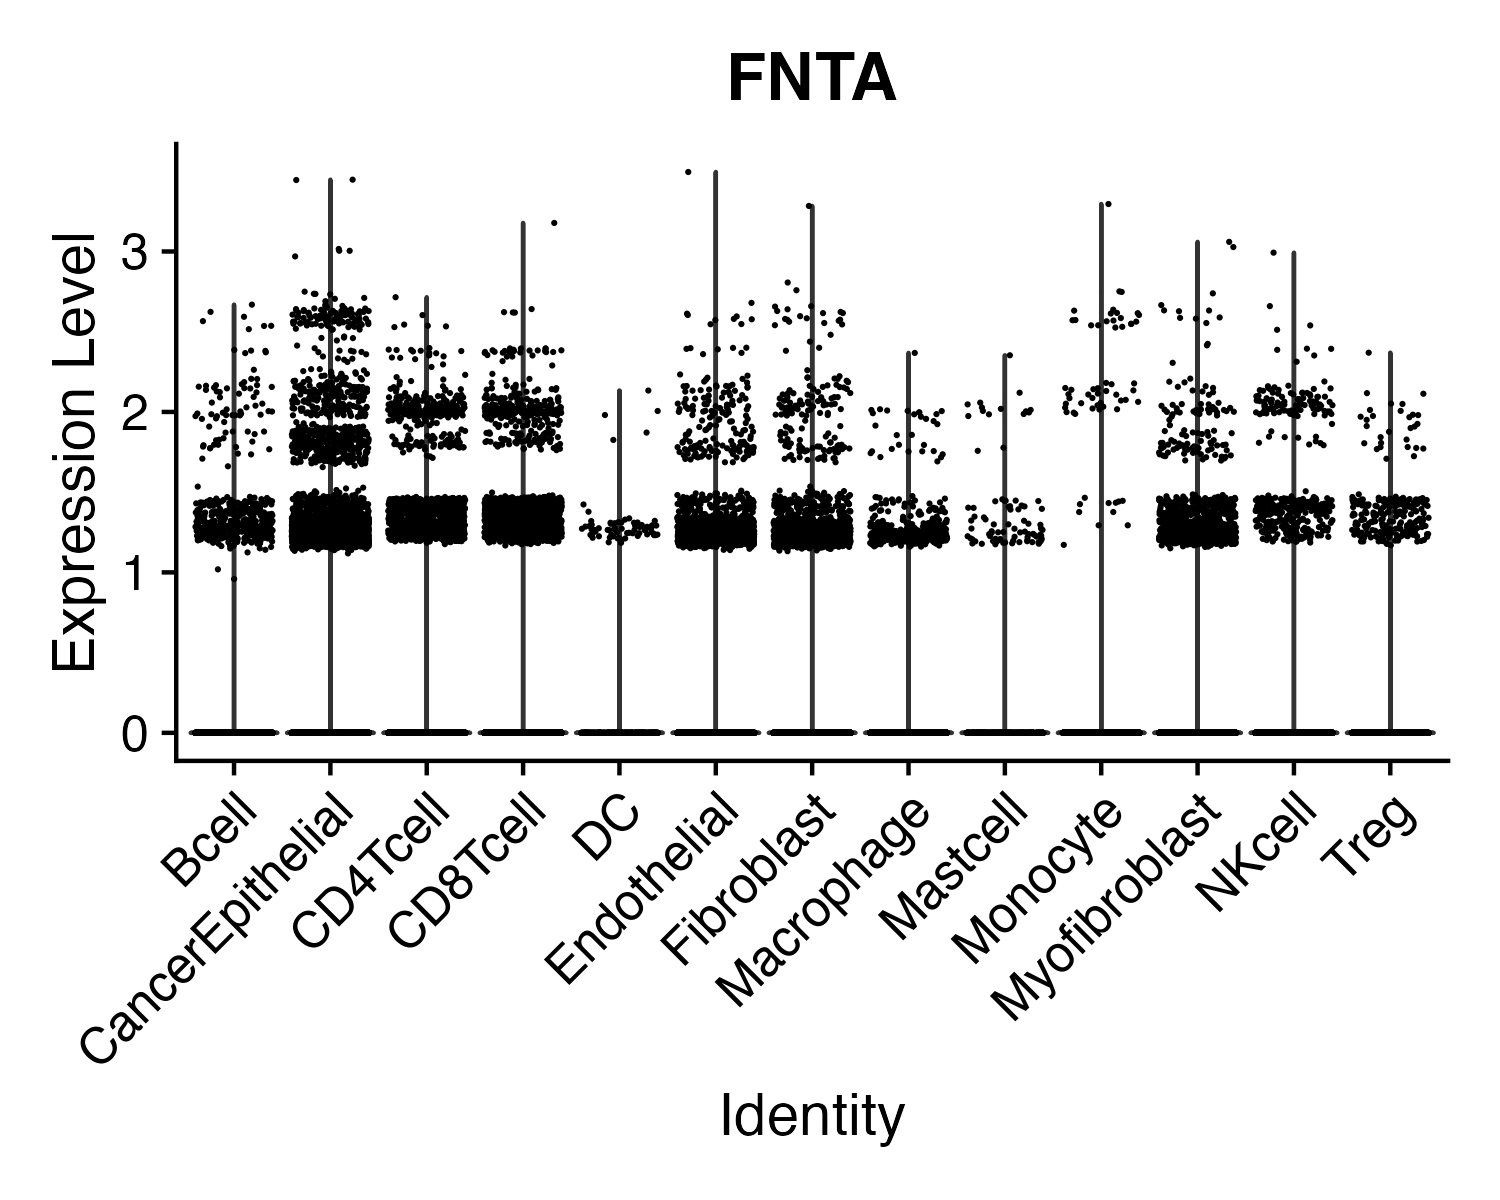 FNTA
Expression Level
3
2
1
0
Bcell
CancerEpithelial
CD4Tcell
CD8Tcell
DC
Endothelial
Fibroblast
Macrophage
Mastcell
Monocyte
Myofibroblast
NKcell
Treg
Identity